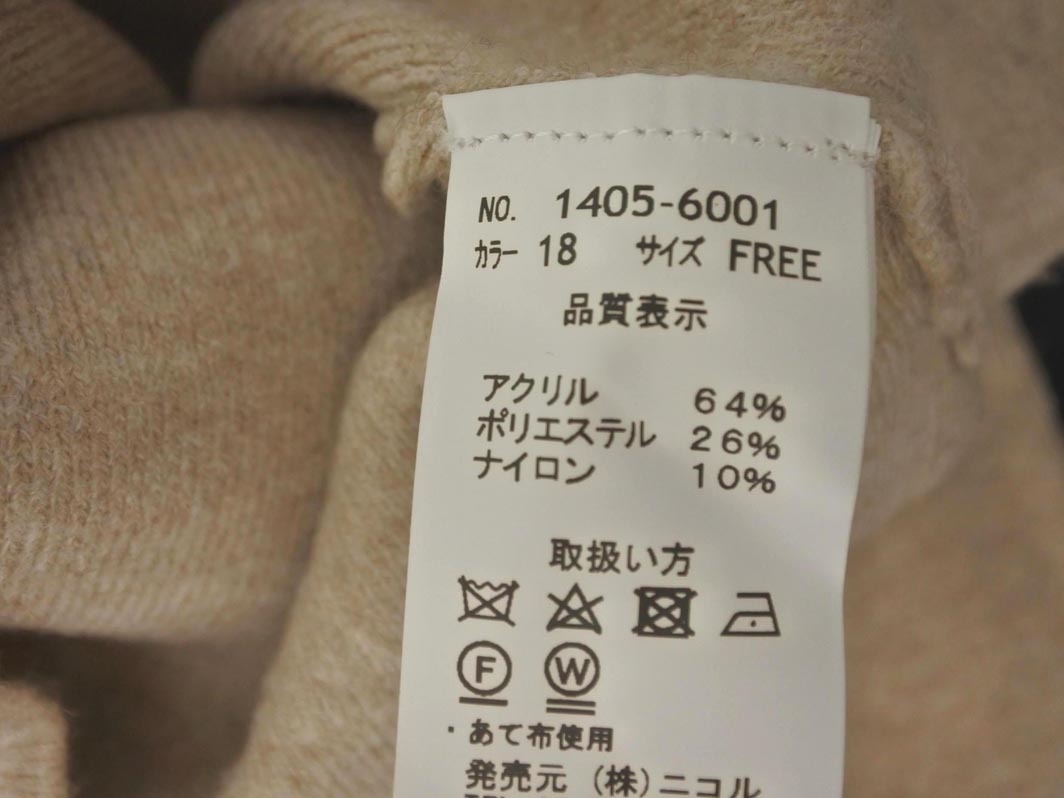 NO. 1405-6001
カラー 18 サイズ FREE
品質表示
アクリル 64%
ポリエステル 26%
ナイロン 10%
取扱い方
F W
・あて布使用
発売元 (株)ニコル